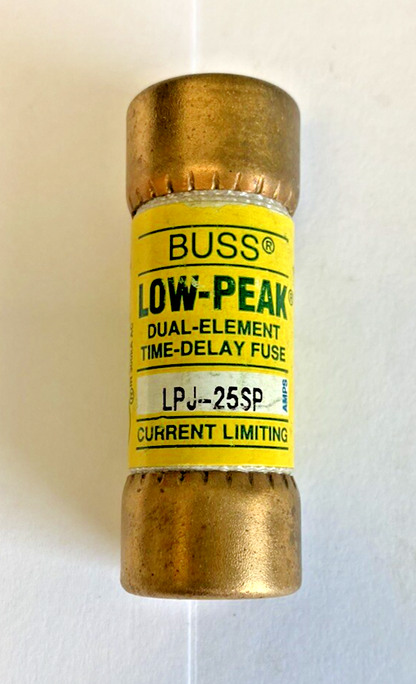 BUSS®
LOW-PEAK®
DUAL-ELEMENT
TIME-DELAY FUSE
LPJ-25SP
AMPS
CURRENT LIMITING